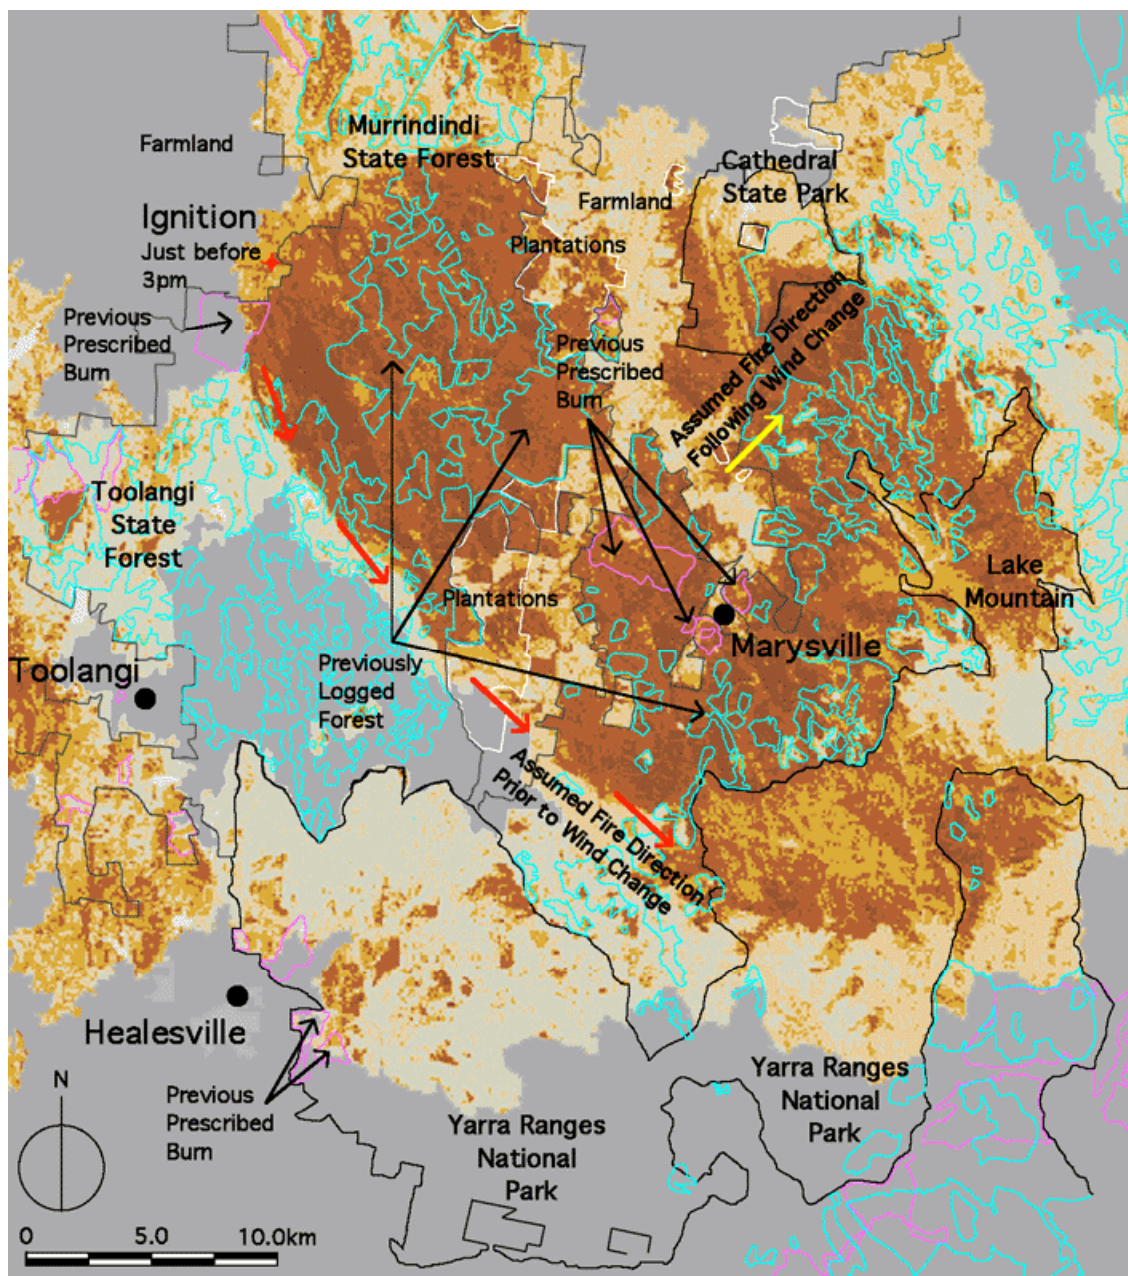 Murrindindi
State Forest
Farmland
Cathedral
State Park
Farmland
Ignition
Just before
3pm
Plantations
Previous
Prescribed
Burn
Previous
Prescribed
Burn
Assumed Fire Direction
Following Wind Change
Toolangi
State
Forest
Lake
Mountain
Plantations
Marysville
Toolangi
Previously
Logged
Forest
Assumed Fire Direction
Prior to Wind Change
Healesville
Previous
Prescribed
Burn
Yarra Ranges
National
Park
Yarra Ranges
National
Park
N
0 5.0 10.0km